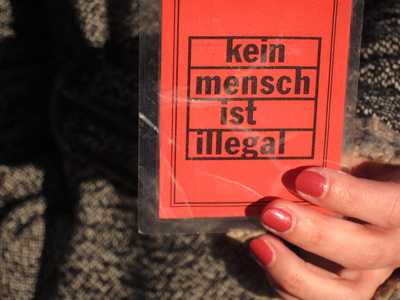 kein
mensch
ist
illegal